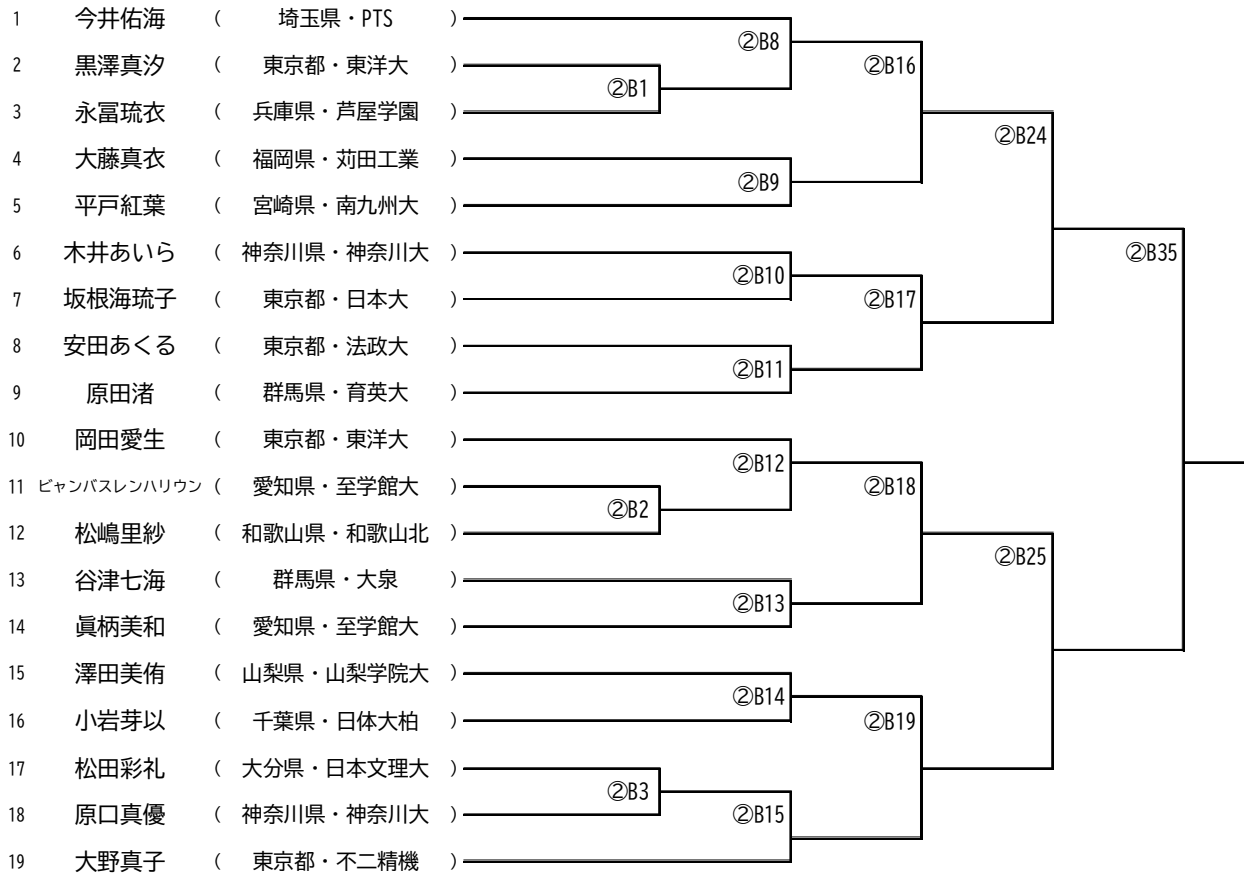 1 今井佑海 ( 埼玉県・PTS )
②B8
2 黒澤真汐 ( 東京都・東洋大 ) ②B16
②B1
3 永冨琉衣 ( 兵庫県・芦屋学園 )
②B24
4 大藤真衣 ( 福岡県・苅田工業 )
②B9
5 平戸紅葉 ( 宮崎県・南九州大 )
6 木井あいら ( 神奈川県・神奈川大 ) ②B35
②B10
7 坂根海琉子 ( 東京都・日本大 ) ②B17
8 安田あくる ( 東京都・法政大 )
②B11
9 原田渚 ( 群馬県・育英大 )
10 岡田愛生 ( 東京都・東洋大 )
②B12
11 ビャンバスレンハリウン ( 愛知県・至学館大 ) ②B18
②B2
12 松嶋里紗 ( 和歌山県・和歌山北 )
②B25
13 谷津七海 ( 群馬県・大泉 )
②B13
14 眞柄美和 ( 愛知県・至学館大 )
15 澤田美侑 ( 山梨県・山梨学院大 )
②B14
16 小岩芽以 ( 千葉県・日体大柏 ) ②B19
17 松田彩礼 ( 大分県・日本文理大 )
②B3
18 原口真優 ( 神奈川県・神奈川大 ) ②B15
19 大野真子 ( 東京都・不二精機 )